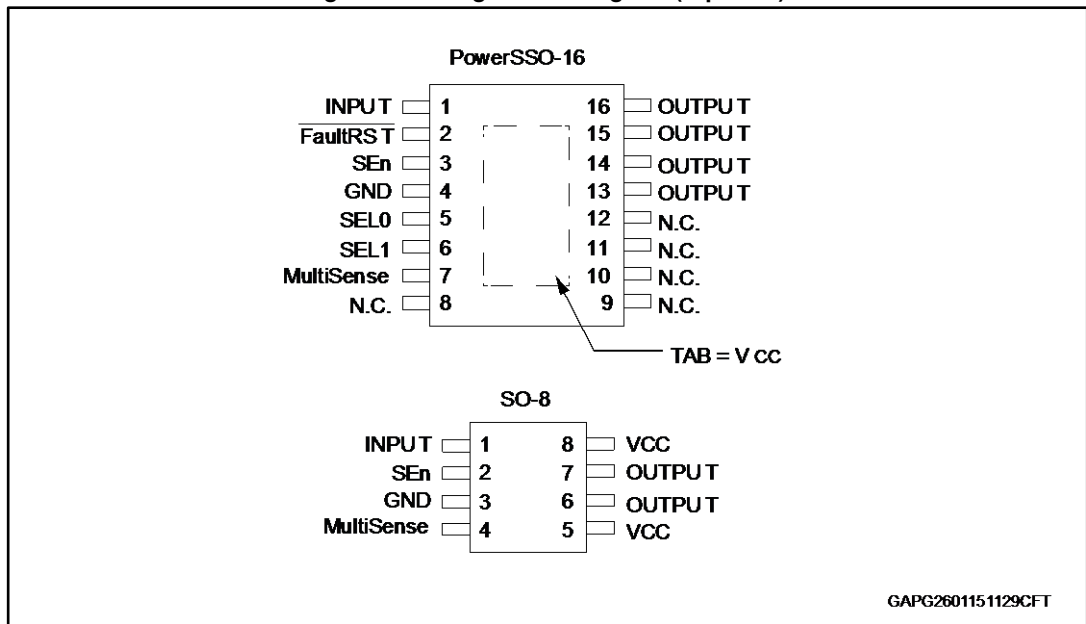 PowerSSO-16
INPUT 1 16 OUTPUT
FaultRST 2 15 OUTPUT
SEn 3 14 OUTPUT
GND 4 13 OUTPUT
SEL0 5 12 N.C.
SEL1 6 11 N.C.
MultiSense 7 10 N.C.
N.C. 8 9 N.C.
TAB = VCC
SO-8
INPUT 1 8 VCC
SEn 2 7 OUTPUT
GND 3 6 OUTPUT
MultiSense 4 5 VCC
GAPG2601151129CFT